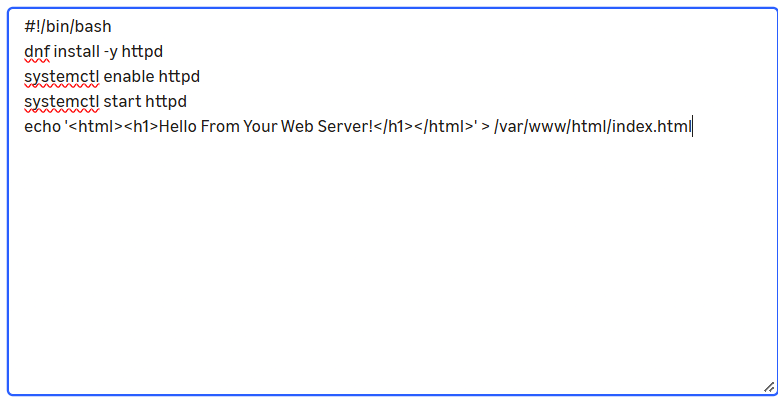 #!/bin/bash
dnf install -y httpd
systemctl enable httpd
systemctl start httpd
echo '<html><h1>Hello From Your Web Server!</h1></html>' > /var/www/html/index.html